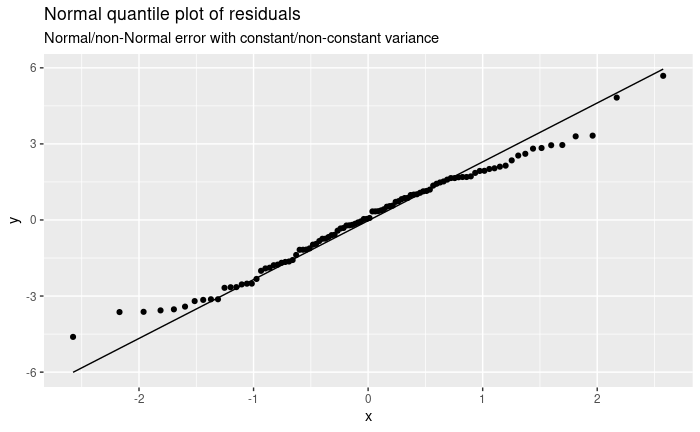 Normal quantile plot of residuals
Normal/non-Normal error with constant/non-constant variance
6
3
0
-3
-6
y
-2
-1
0
1
2
x